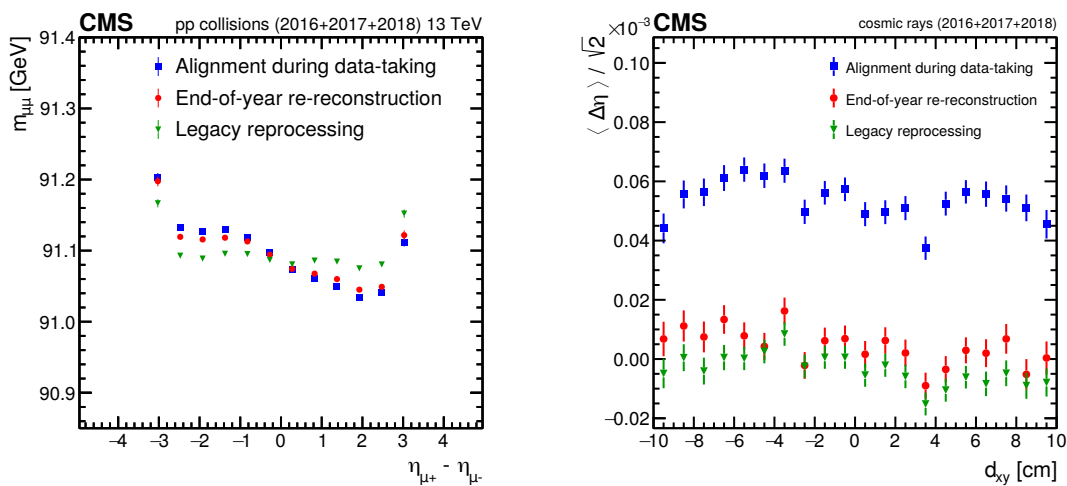 CMS pp collisions (2016+2017+2018) 13 TeV
m_μμ [GeV]
91.4
91.3
91.2
91.1
91.0
90.9
Alignment during data-taking
End-of-year re-reconstruction
Legacy reprocessing
−4 −3 −2 −1 0 1 2 3 4
η_μ+ - η_μ-
CMS cosmic rays (2016+2017+2018)
⟨ Δη ⟩ / √2
×10⁻³
0.10
0.08
0.06
0.04
0.02
0.00
−0.02
Alignment during data-taking
End-of-year re-reconstruction
Legacy reprocessing
−10 −8 −6 −4 −2 0 2 4 6 8 10
d_xy [cm]